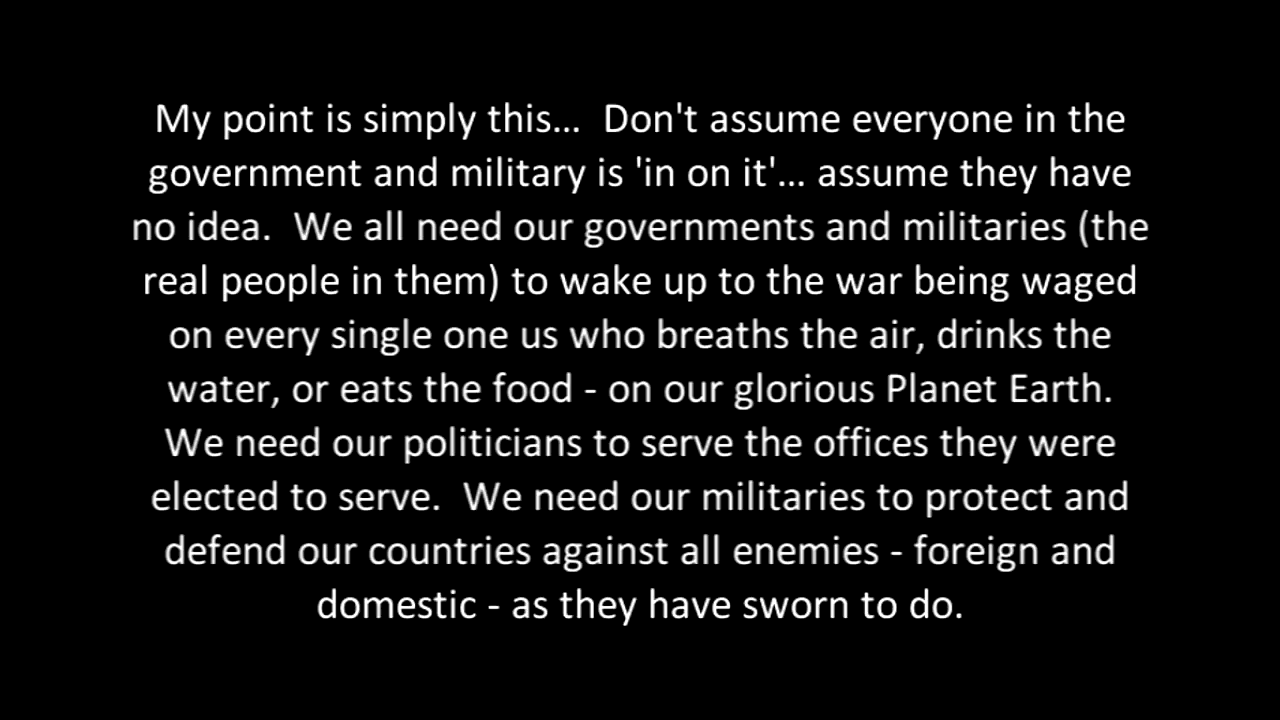 My point is simply this...  Don't assume everyone in the
government and military is 'in on it'... assume they have
no idea.  We all need our governments and militaries (the
real people in them) to wake up to the war being waged
on every single one us who breaths the air, drinks the
water, or eats the food - on our glorious Planet Earth.
We need our politicians to serve the offices they were
elected to serve.  We need our militaries to protect and
defend our countries against all enemies - foreign and
domestic - as they have sworn to do.